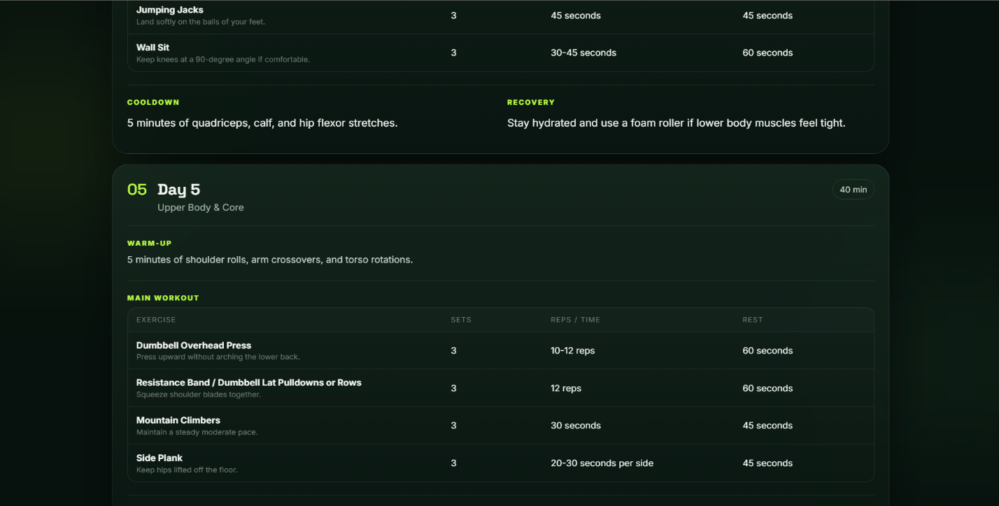 Jumping Jacks
Land softly on the balls of your feet.
3
45 seconds
45 seconds
Wall Sit
Keep knees at a 90-degree angle if comfortable.
3
30-45 seconds
60 seconds
COOLDOWN
5 minutes of quadriceps, calf, and hip flexor stretches.
RECOVERY
Stay hydrated and use a foam roller if lower body muscles feel tight.
05
Day 5
Upper Body & Core
40 min
WARM-UP
5 minutes of shoulder rolls, arm crossovers, and torso rotations.
MAIN WORKOUT
EXERCISE
SETS
REPS / TIME
REST
Dumbbell Overhead Press
Press upward without arching the lower back.
3
10-12 reps
60 seconds
Resistance Band / Dumbbell Lat Pulldowns or Rows
Squeeze shoulder blades together.
3
12 reps
60 seconds
Mountain Climbers
Maintain a steady moderate pace.
3
30 seconds
45 seconds
Side Plank
Keep hips lifted off the floor.
3
20-30 seconds per side
45 seconds